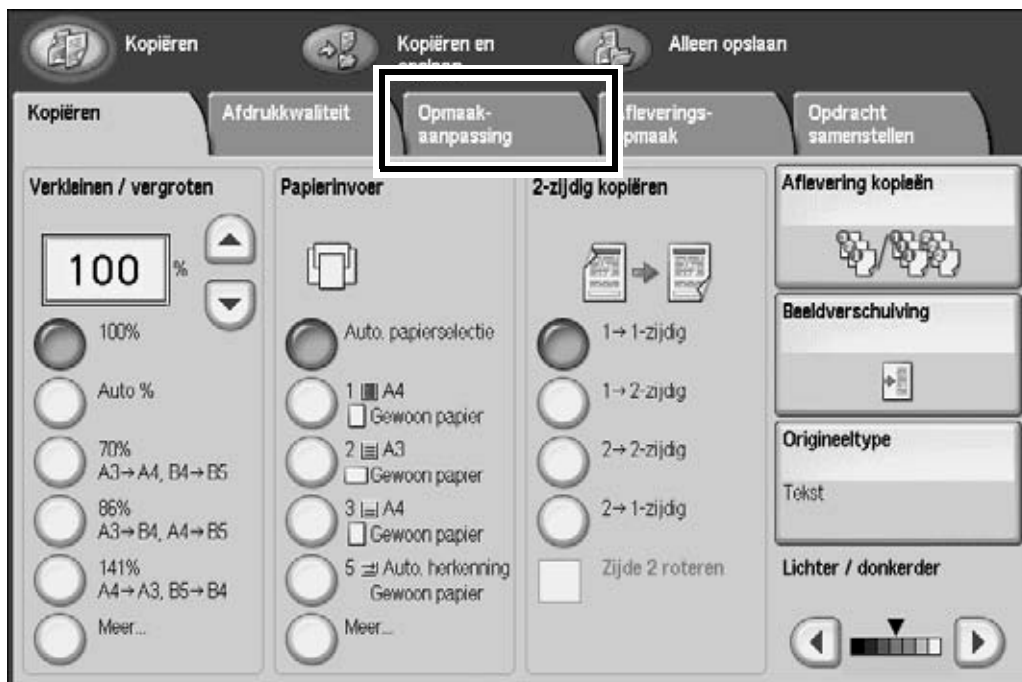 Kopiëren
Kopiëren en
Alleen opslaan
Kopiëren
Afdrukkwaliteit
Opmaak-
aanpassing
fleverings-
pmaak
Opdracht
samenstellen
Verkleinen / vergroten
100 %
100%
Auto %
70%
A3→A4, B4→B5
86%
A3→B4, A4→B5
141%
A4→A3, B5→B4
Meer...
Papierinvoer
Auto. papierselectie
1 A4
Gewoon papier
2 A3
Gewoon papier
3 A4
Gewoon papier
5 Auto. herkenning
Gewoon papier
Meer...
2-zijdig kopiëren
1→1-zijdig
1→2-zijdig
2→2-zijdig
2→1-zijdig
Zijde 2 roteren
Aflevering kopieën
Beeldverschuiving
Origineeltype
Tekst
Lichter / donkerder